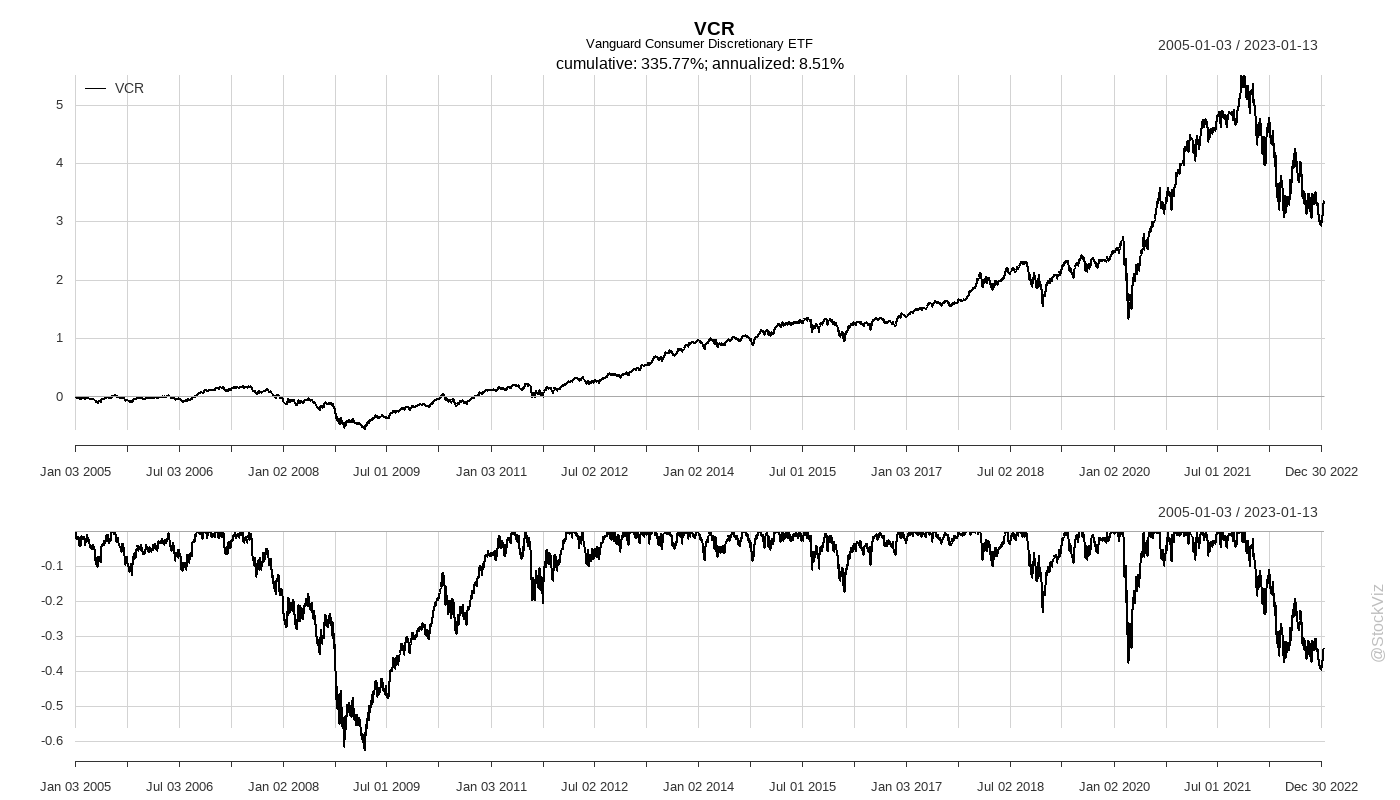 VCR
Vanguard Consumer Discretionary ETF
2005-01-03 / 2023-01-13
cumulative: 335.77%; annualized: 8.51%
VCR
5
4
3
2
1
0
Jan 03 2005 Jul 03 2006 Jan 02 2008 Jul 01 2009 Jan 03 2011 Jul 02 2012 Jan 02 2014 Jul 01 2015 Jan 03 2017 Jul 02 2018 Jan 02 2020 Jul 01 2021 Dec 30 2022
2005-01-03 / 2023-01-13
-0.1
-0.2
-0.3
-0.4
-0.5
-0.6
Jan 03 2005 Jul 03 2006 Jan 02 2008 Jul 01 2009 Jan 03 2011 Jul 02 2012 Jan 02 2014 Jul 01 2015 Jan 03 2017 Jul 02 2018 Jan 02 2020 Jul 01 2021 Dec 30 2022
@StockViz